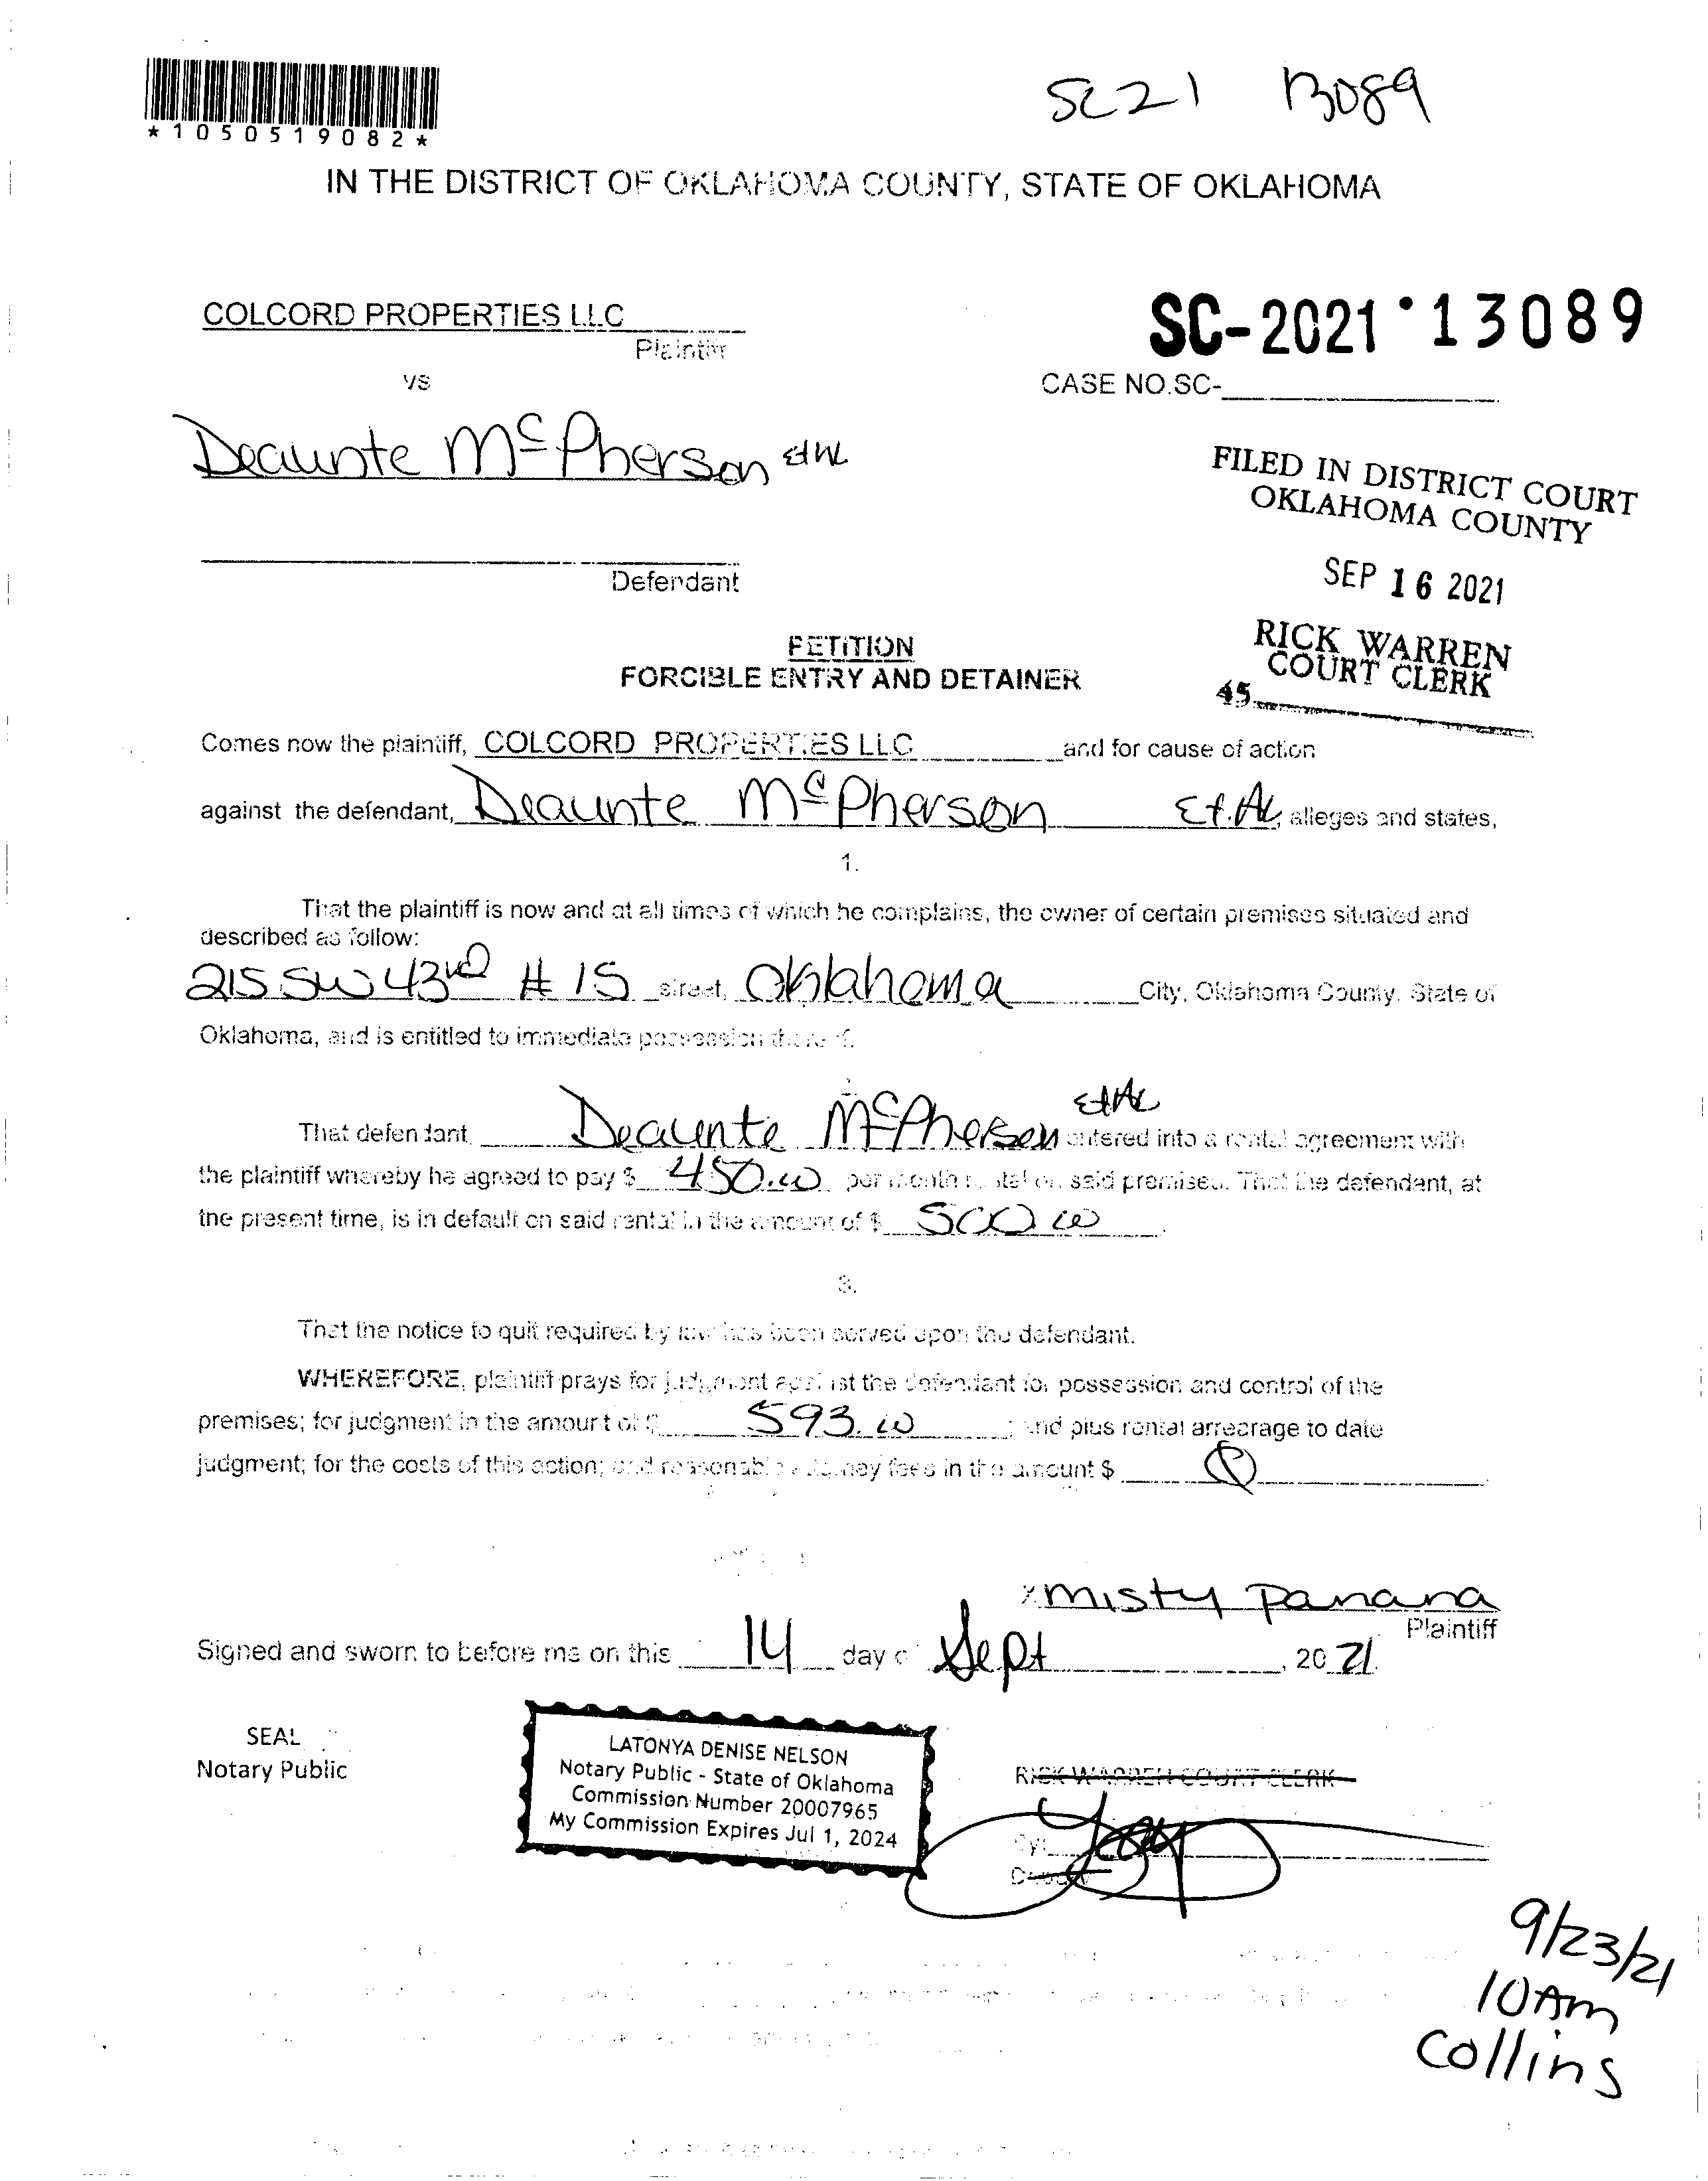 SC21 13089
*1050519082*
IN THE DISTRICT OF OKLAHOMA COUNTY, STATE OF OKLAHOMA
COLCORD PROPERTIES LLC
Plaintiff
SC-2021 13089
vs
CASE NO.SC-
Deaunte McPherson et al
FILED IN DISTRICT COURT
OKLAHOMA COUNTY
Defendant
SEP 16 2021
PETITION
FORCIBLE ENTRY AND DETAINER
RICK WARREN
COURT CLERK
45
Comes now the plaintiff, COLCORD PROPERTIES LLC and for cause of action
against the defendant, Deaunte McPherson Et. Al, alleges and states,
1.
That the plaintiff is now and at all times of which he complains, the owner of certain premises situated and
described as follow:
215 SW 43rd # 15 street, Oklahoma City, Oklahoma County, State of
Oklahoma, and is entitled to immediate possession thereof.
That defendant, Deaunte McPherson et Al entered into a rental agreement with
the plaintiff whereby he agreed to pay $ 450.00 per month rental on said premises. That the defendant, at
the present time, is in default on said rental in the amount of $ 500 00
3.
That the notice to quit required by law has been served upon the defendant.
WHEREFORE, plaintiff prays for judgment against the defendant for possession and control of the
premises; for judgment in the amount of $ 593.00 ; and plus rental arrearage to date
judgment; for the costs of this action; and reasonable attorney fees in the amount $
x Misty Panana
Plaintiff
Signed and sworn to before me on this 14 day of Sept, 20 21.
SEAL
Notary Public
LATONYA DENISE NELSON
Notary Public - State of Oklahoma
Commission Number 20007965
My Commission Expires Jul 1, 2024
RICK WARREN COURT CLERK
By:
Deputy
9/23/21
10 Am
Collins